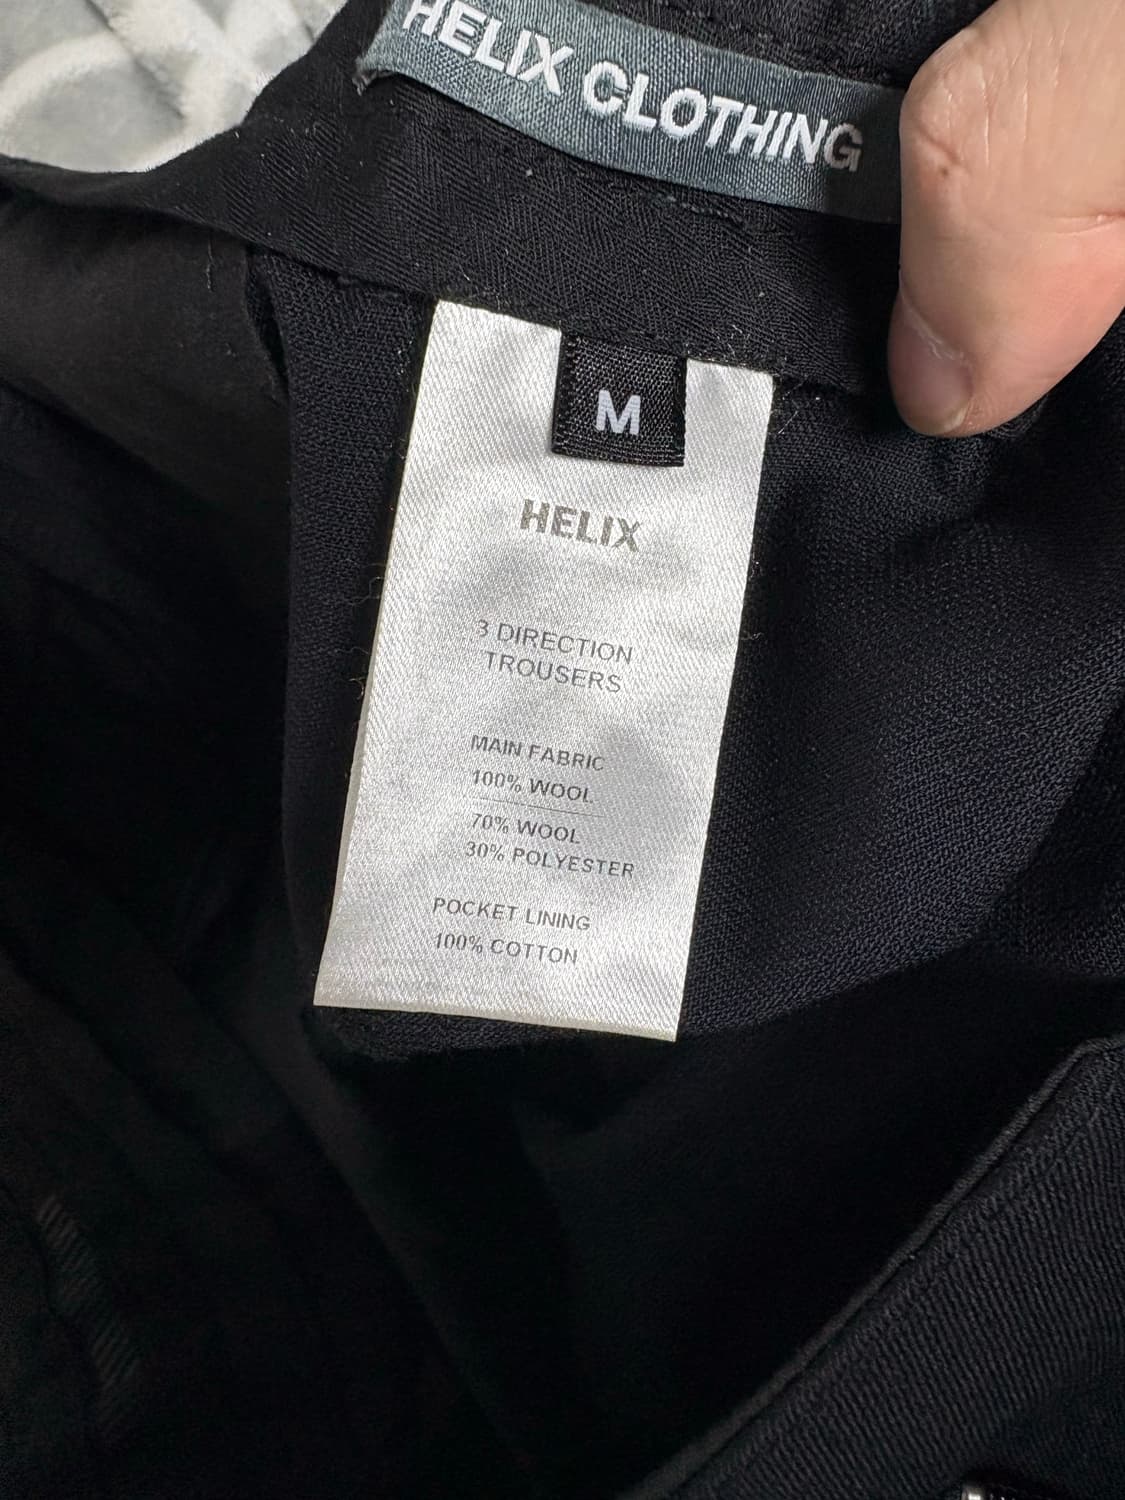 HELIX CLOTHING
M
HELIX
3 DIRECTION
TROUSERS
MAIN FABRIC
100% WOOL
70% WOOL
30% POLYESTER
POCKET LINING
100% COTTON